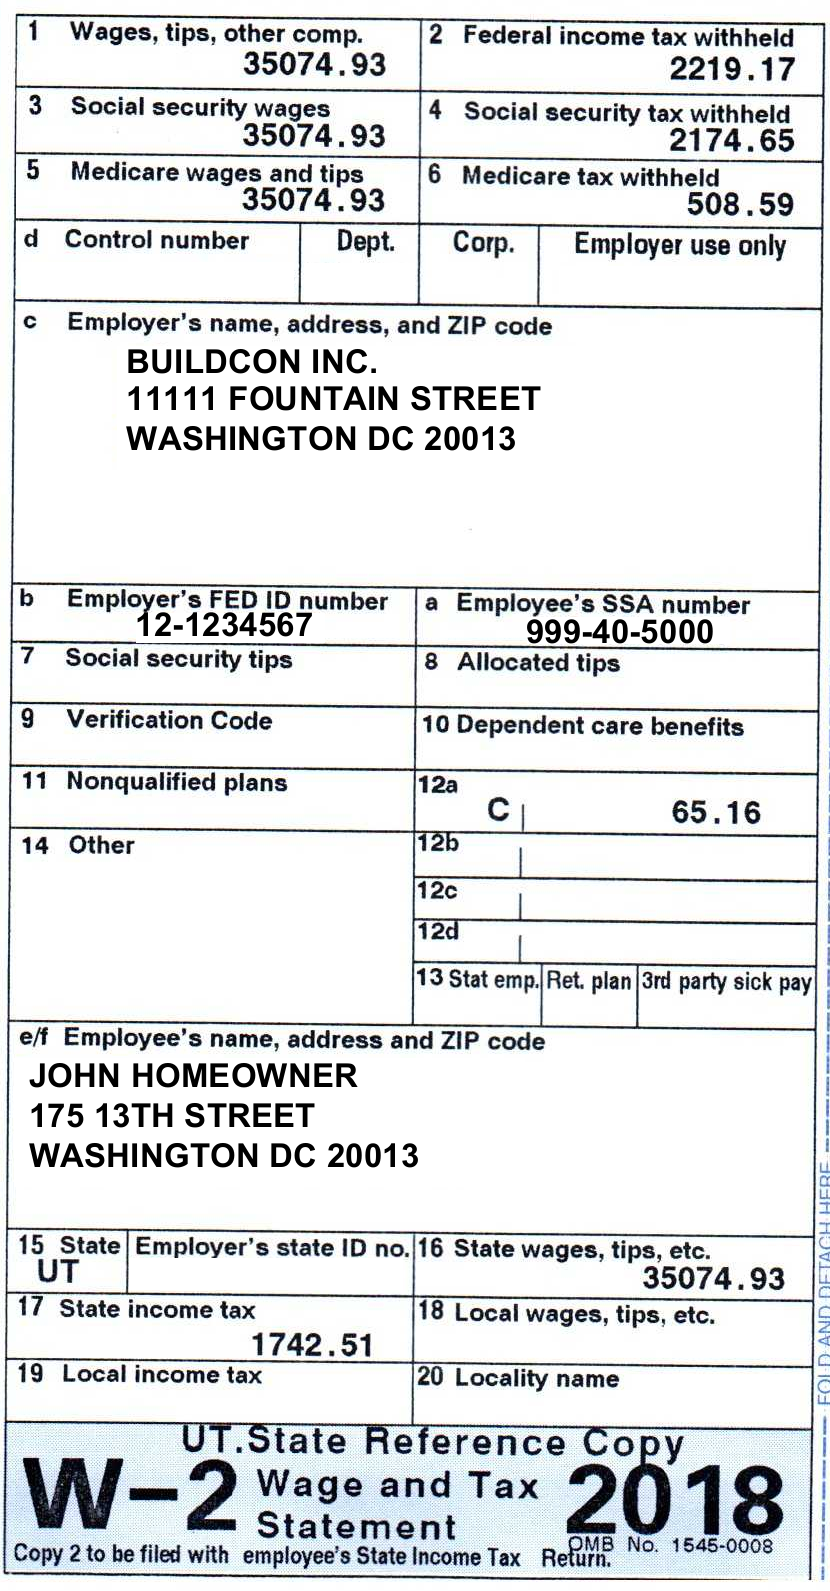 1 Wages, tips, other comp.
35074.93
2 Federal income tax withheld
2219.17
3 Social security wages
35074.93
4 Social security tax withheld
2174.65
5 Medicare wages and tips
35074.93
6 Medicare tax withheld
508.59
d Control number
Dept.
Corp.
Employer use only
c Employer's name, address, and ZIP code
BUILDCON INC.
11111 FOUNTAIN STREET
WASHINGTON DC 20013
b Employer's FED ID number
12-1234567
a Employee's SSA number
999-40-5000
7 Social security tips
8 Allocated tips
9 Verification Code
10 Dependent care benefits
11 Nonqualified plans
12a
C 65.16
14 Other
12b
12c
12d
13 Stat emp. Ret. plan 3rd party sick pay
e/f Employee's name, address and ZIP code
JOHN HOMEOWNER
175 13TH STREET
WASHINGTON DC 20013
15 State
UT
Employer's state ID no.
16 State wages, tips, etc.
35074.93
17 State income tax
1742.51
18 Local wages, tips, etc.
19 Local income tax
20 Locality name
UT.State Reference Copy
W-2 Wage and Tax
Statement
2018
OMB No. 1545-0008
Copy 2 to be filed with employee's State Income Tax Return.
FOLD AND DETACH HERE